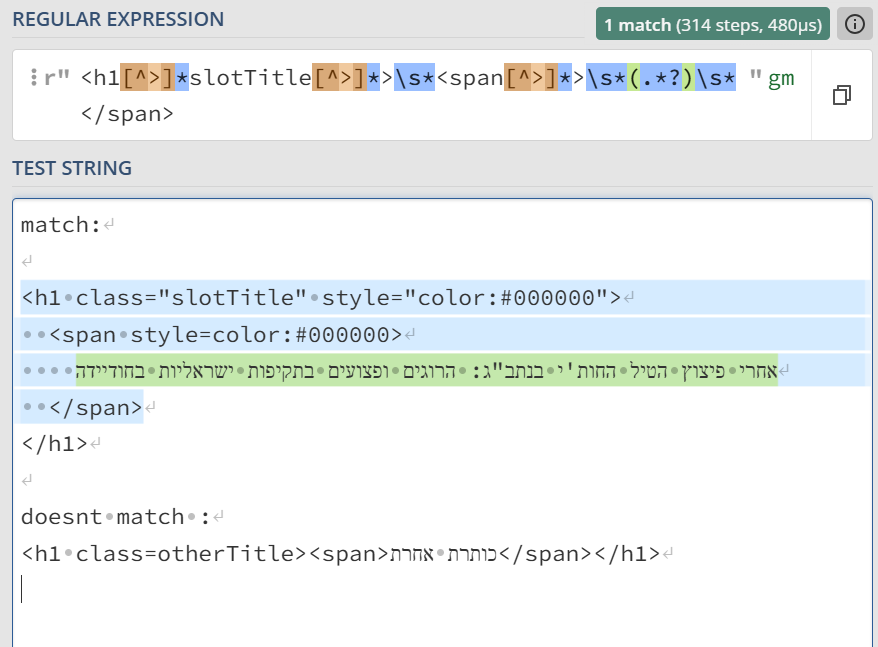 REGULAR EXPRESSION
1 match (314 steps, 480µs)
r" <h1[^>]*slotTitle[^>]*>\s*<span[^>]*>\s*(.*?)\s* " gm
</span>
TEST STRING
match:
<h1 class="slotTitle" style="color:#000000">
<span style=color:#000000>
אחרי פיצוץ הטיל החות'י בנתב"ג: הרוגים ופצועים בתקיפות ישראליות בחודיידה
</span>
</h1>
doesnt match :
<h1 class=otherTitle><span>כותרת אחרת</span></h1>